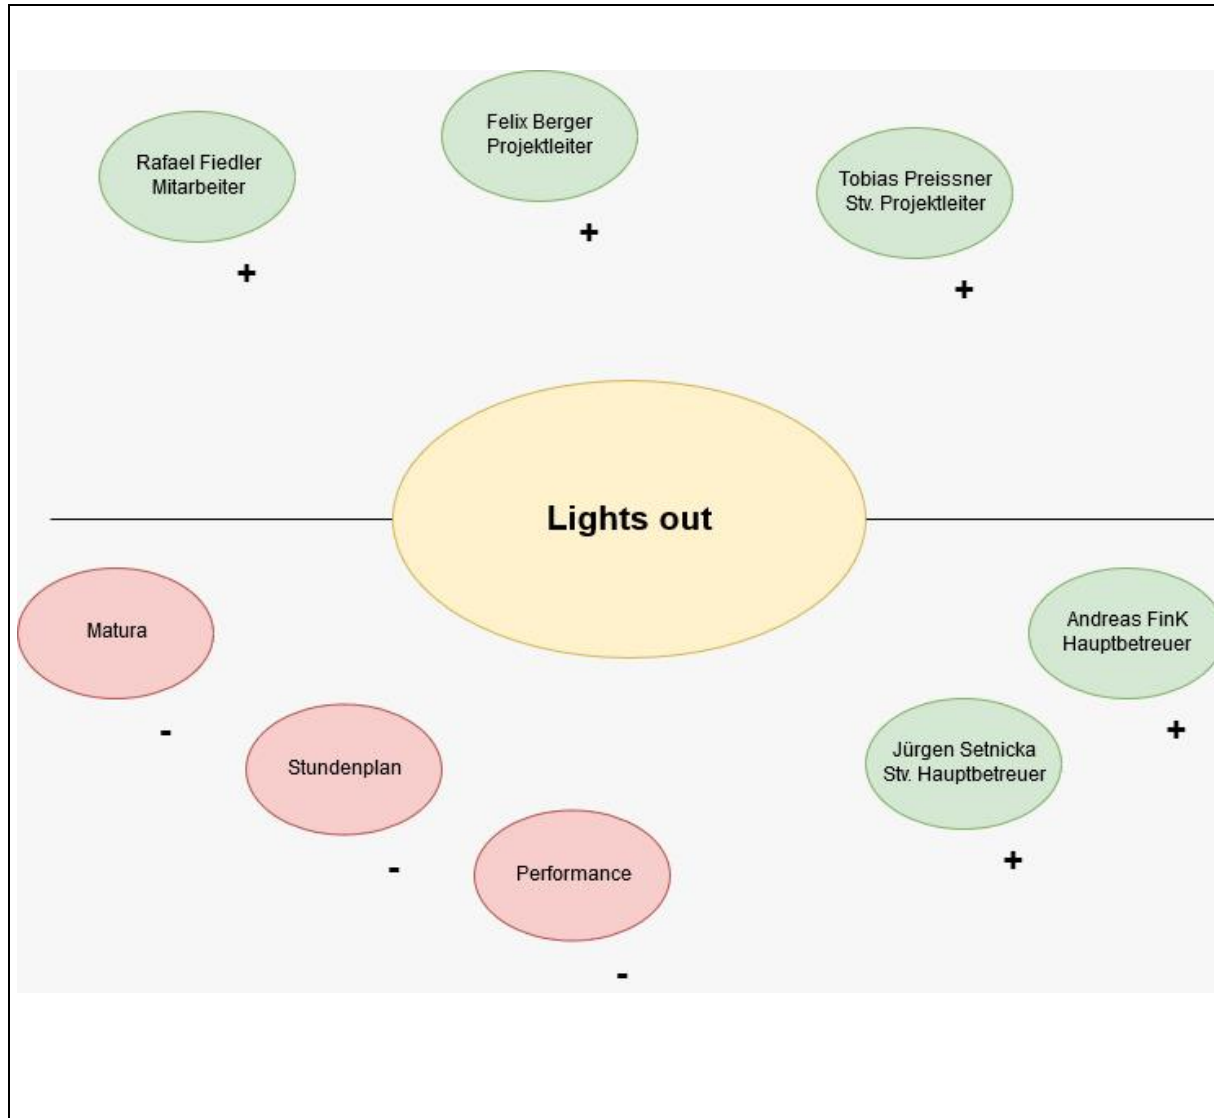 Felix Berger
Projektleiter
+
Rafael Fiedler
Mitarbeiter
+
Tobias Preissner
Stv. Projektleiter
+
Lights out
Matura
-
Stundenplan
-
Performance
-
Andreas FinK
Hauptbetreuer
+
Jürgen Setnicka
Stv. Hauptbetreuer
+